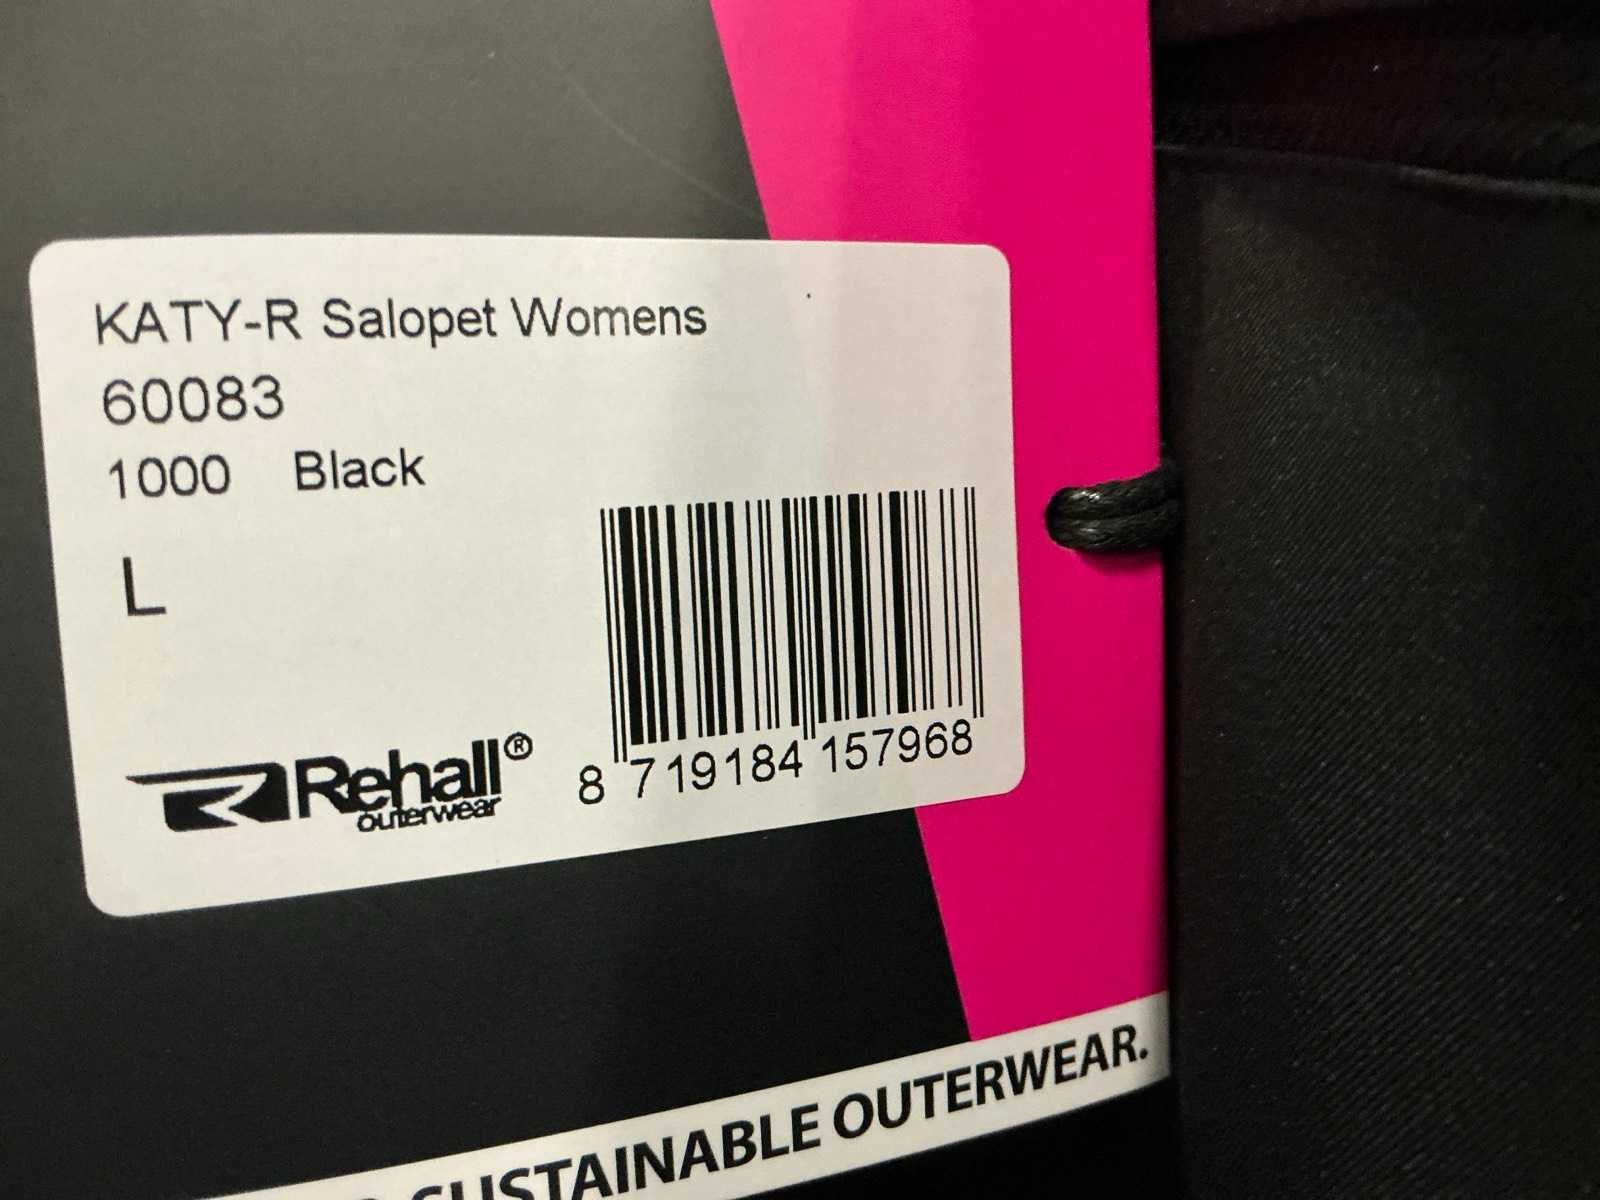 KATY-R Salopet Womens
60083
1000 Black
L
Rehall®
outerwear
8 719184 157968
SUSTAINABLE OUTERWEAR.